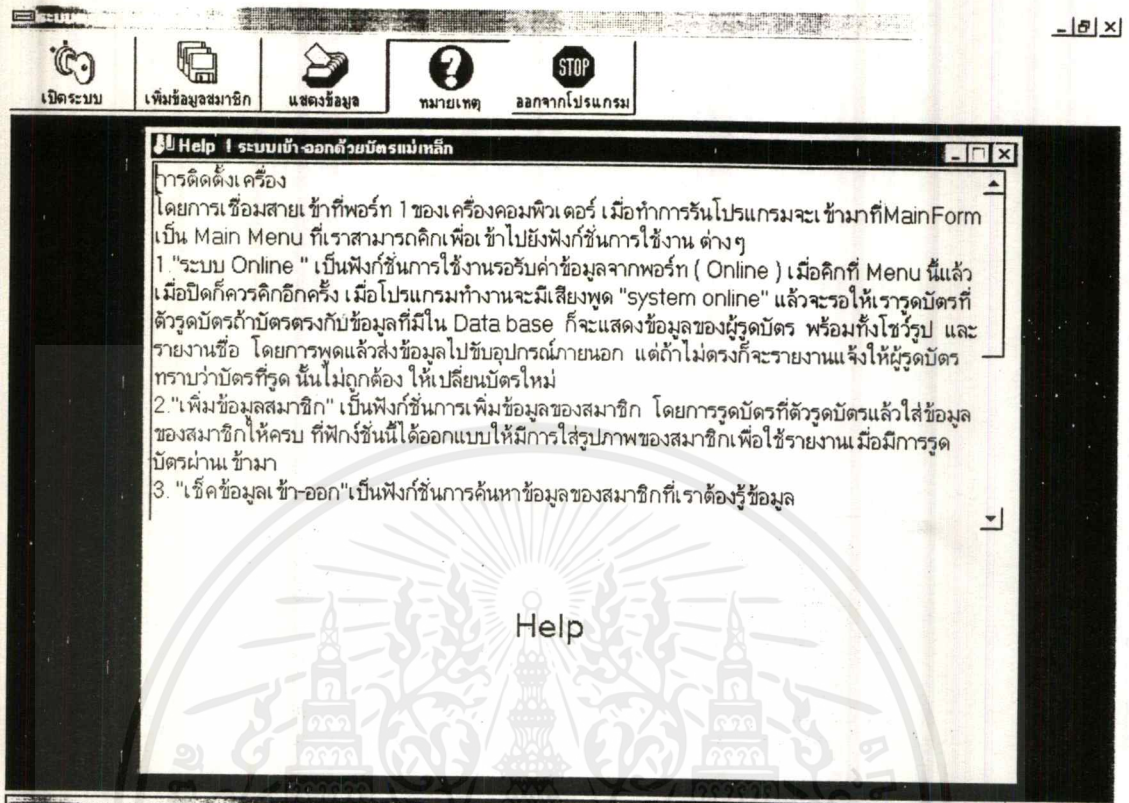 เปิดระบบ เพิ่มข้อมูลสมาชิก แสดงข้อมูล หมายเหตุ STOP ออกจากโปรแกรม
Help ! ระบบเข้า-ออกด้วยบัตรแม่เหล็ก
การติดตั้งเครื่อง
โดยการเชื่อมสายเข้าที่พอร์ท 1ของเครื่องคอมพิวเตอร์ เมื่อทำการรันโปรแกรมจะเข้ามาที่MainForm
เป็น Main Menu ที่เราสามารถคิกเพื่อเข้าไปยังฟังก์ชั่นการใช้งาน ต่างๆ
1."ระบบ Online " เป็นฟังก์ชั่นการใช้งานรอรับค่าข้อมูลจากพอร์ท ( Online ) เมื่อคิกที่ Menu นี้แล้ว
เมื่อปิดก็ควรคิกอีกครั้ง เมื่อโปรแกรมทำงานจะมีเสียงพูด "system online" แล้วจะรอให้เรารูดบัตรที่
ตัวรูดบัตรถ้าบัตรตรงกับข้อมูลที่มีใน Data base ก็จะแสดงข้อมูลของผู้รูดบัตร พร้อมทั้งโชว์รูป และ
รายงานชื่อ โดยการพูดแล้วส่งข้อมูลไปขับอุปกรณ์ภายนอก แต่ถ้าไม่ตรงก็จะรายงานแจ้งให้ผู้รูดบัตร
ทราบว่าบัตรที่รูด นั้นไม่ถูกต้อง ให้เปลี่ยนบัตรใหม่
2."เพิ่มข้อมูลสมาชิก" เป็นฟังก์ชั่นการเพิ่มข้อมูลของสมาชิก โดยการรูดบัตรที่ตัวรูดบัตรแล้วใส่ข้อมูล
ของสมาชิกให้ครบ ที่ฟักง์ชั่นนี้ได้ออกแบบให้มีการใส่รูปภาพของสมาชิกเพื่อใช้รายงานเมื่อมีการรูด
บัตรผ่านเข้ามา
3. "เช็คข้อมูลเข้า-ออก"เป็นฟังก์ชั่นการค้นหาข้อมูลของสมาชิกที่เราต้องรู้ข้อมูล
Help